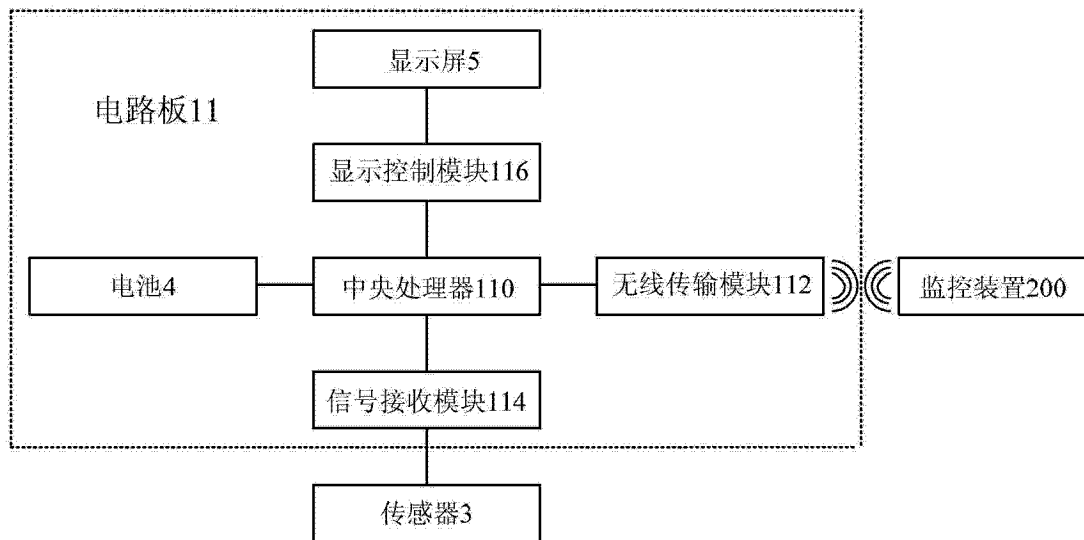 显示屏5
电路板11
显示控制模块116
电池4
中央处理器110
无线传输模块112
监控装置200
信号接收模块114
传感器3